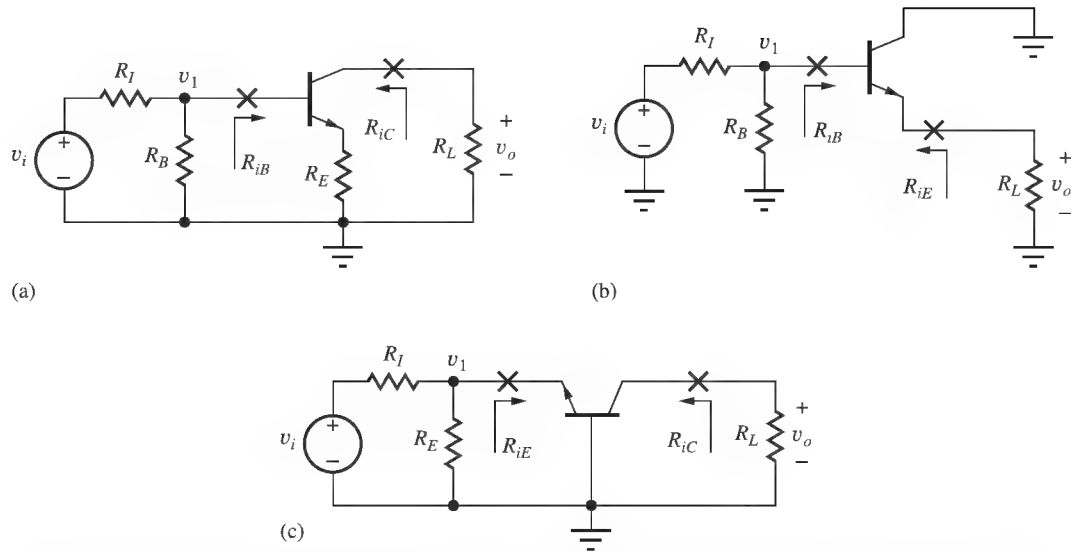 R_I
v_1
v_i
+
−
R_B
R_iB
R_E
R_iC
R_L
+
v_o
−
(a)
R_I
v_1
v_i
+
−
R_B
R_iB
R_iE
R_L
+
v_o
−
(b)
R_I
v_1
v_i
+
−
R_E
R_iE
R_iC
R_L
+
v_o
−
(c)